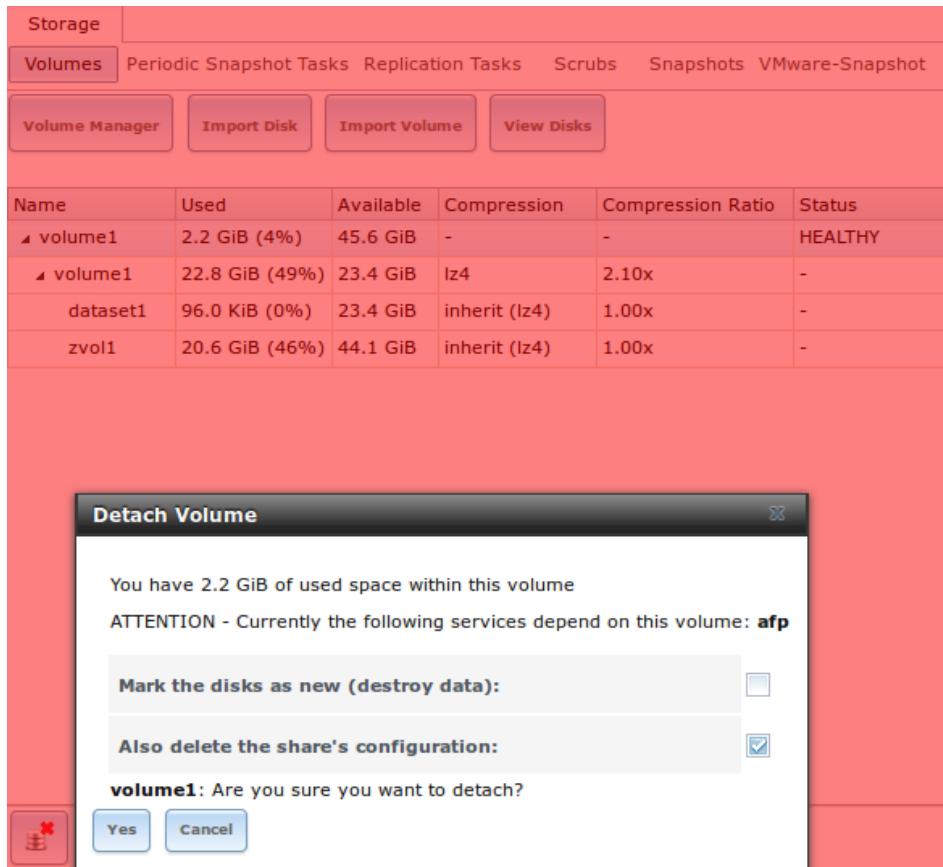 Storage
Volumes Periodic Snapshot Tasks Replication Tasks Scrubs Snapshots VMware-Snapshot
Volume Manager Import Disk Import Volume View Disks
Name Used Available Compression Compression Ratio Status
volume1 2.2 GiB (4%) 45.6 GiB - - HEALTHY
volume1 22.8 GiB (49%) 23.4 GiB lz4 2.10x -
dataset1 96.0 KiB (0%) 23.4 GiB inherit (lz4) 1.00x -
zvol1 20.6 GiB (46%) 44.1 GiB inherit (lz4) 1.00x -
Detach Volume
You have 2.2 GiB of used space within this volume
ATTENTION - Currently the following services depend on this volume: afp
Mark the disks as new (destroy data):
Also delete the share's configuration:
volume1: Are you sure you want to detach?
Yes Cancel